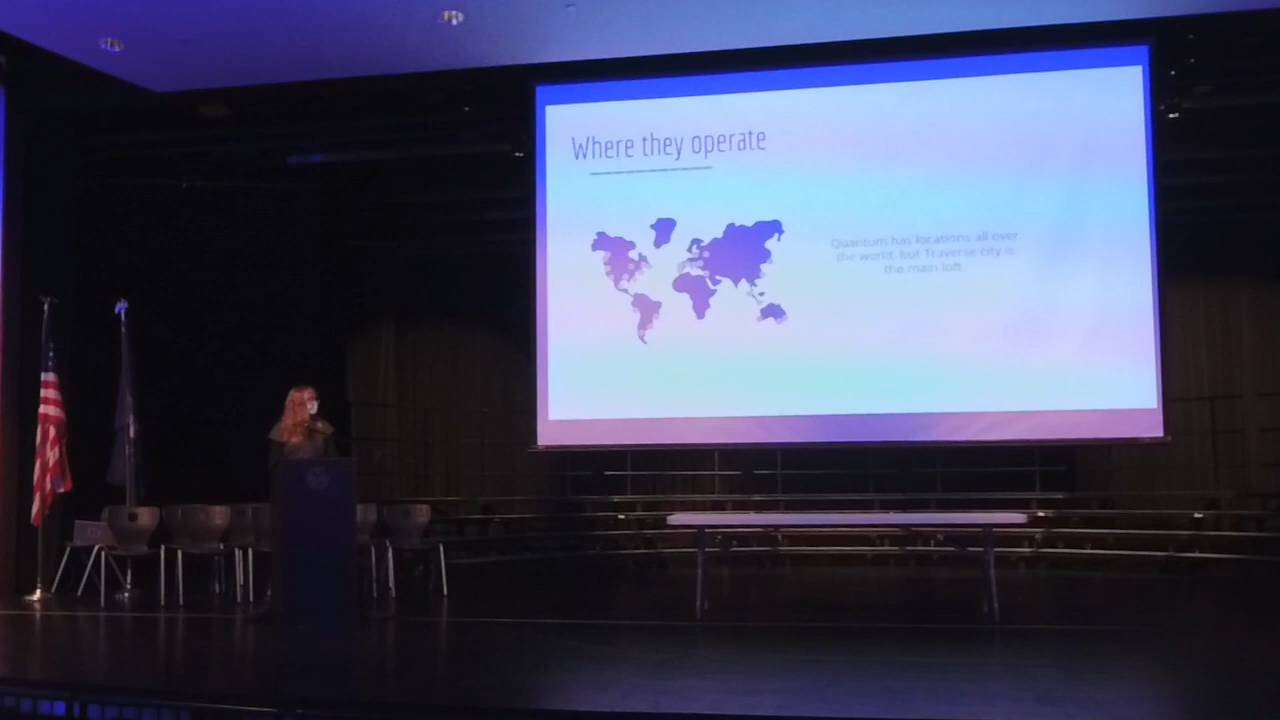 Where they operate
Quantum has locations all over
the world, but Traverse city is
the main loft.